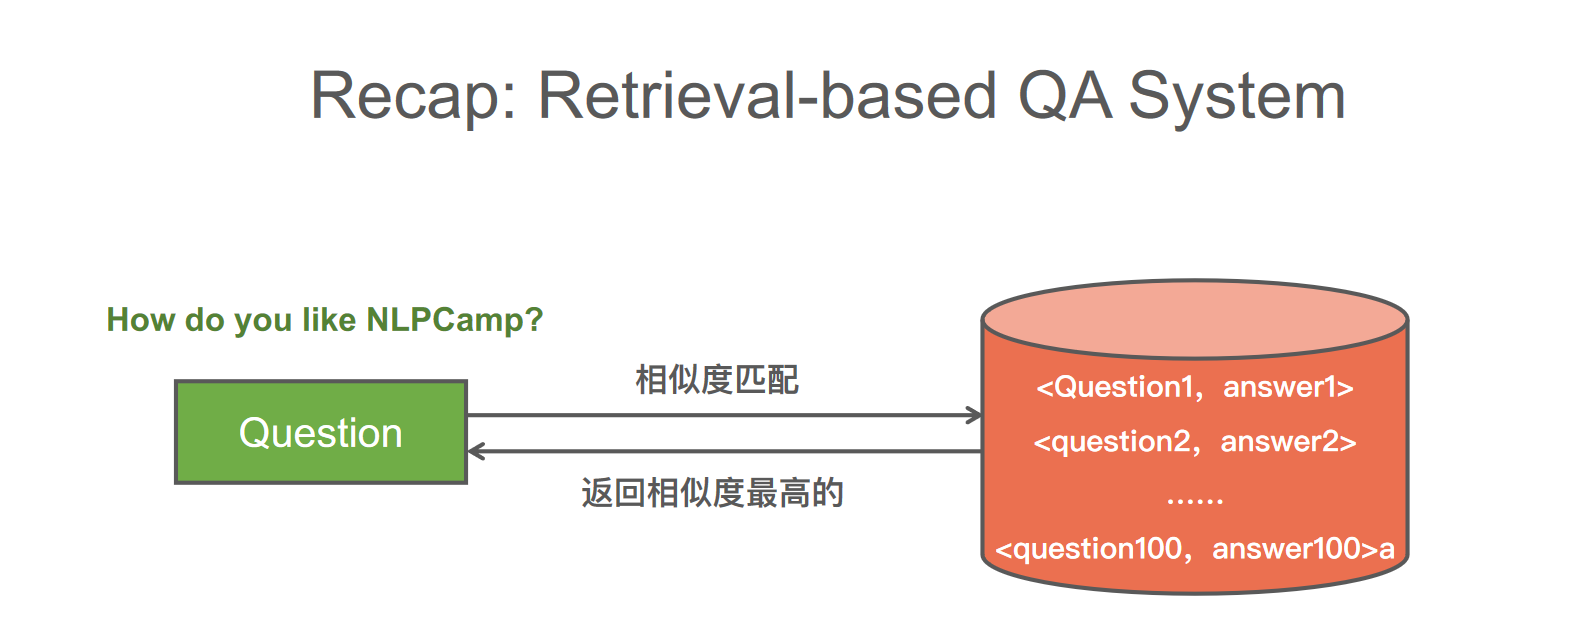 Recap: Retrieval-based QA System
How do you like NLPCamp?
Question
相似度匹配
返回相似度最高的
<Question1，answer1>
<question2，answer2>
......
<question100，answer100>a